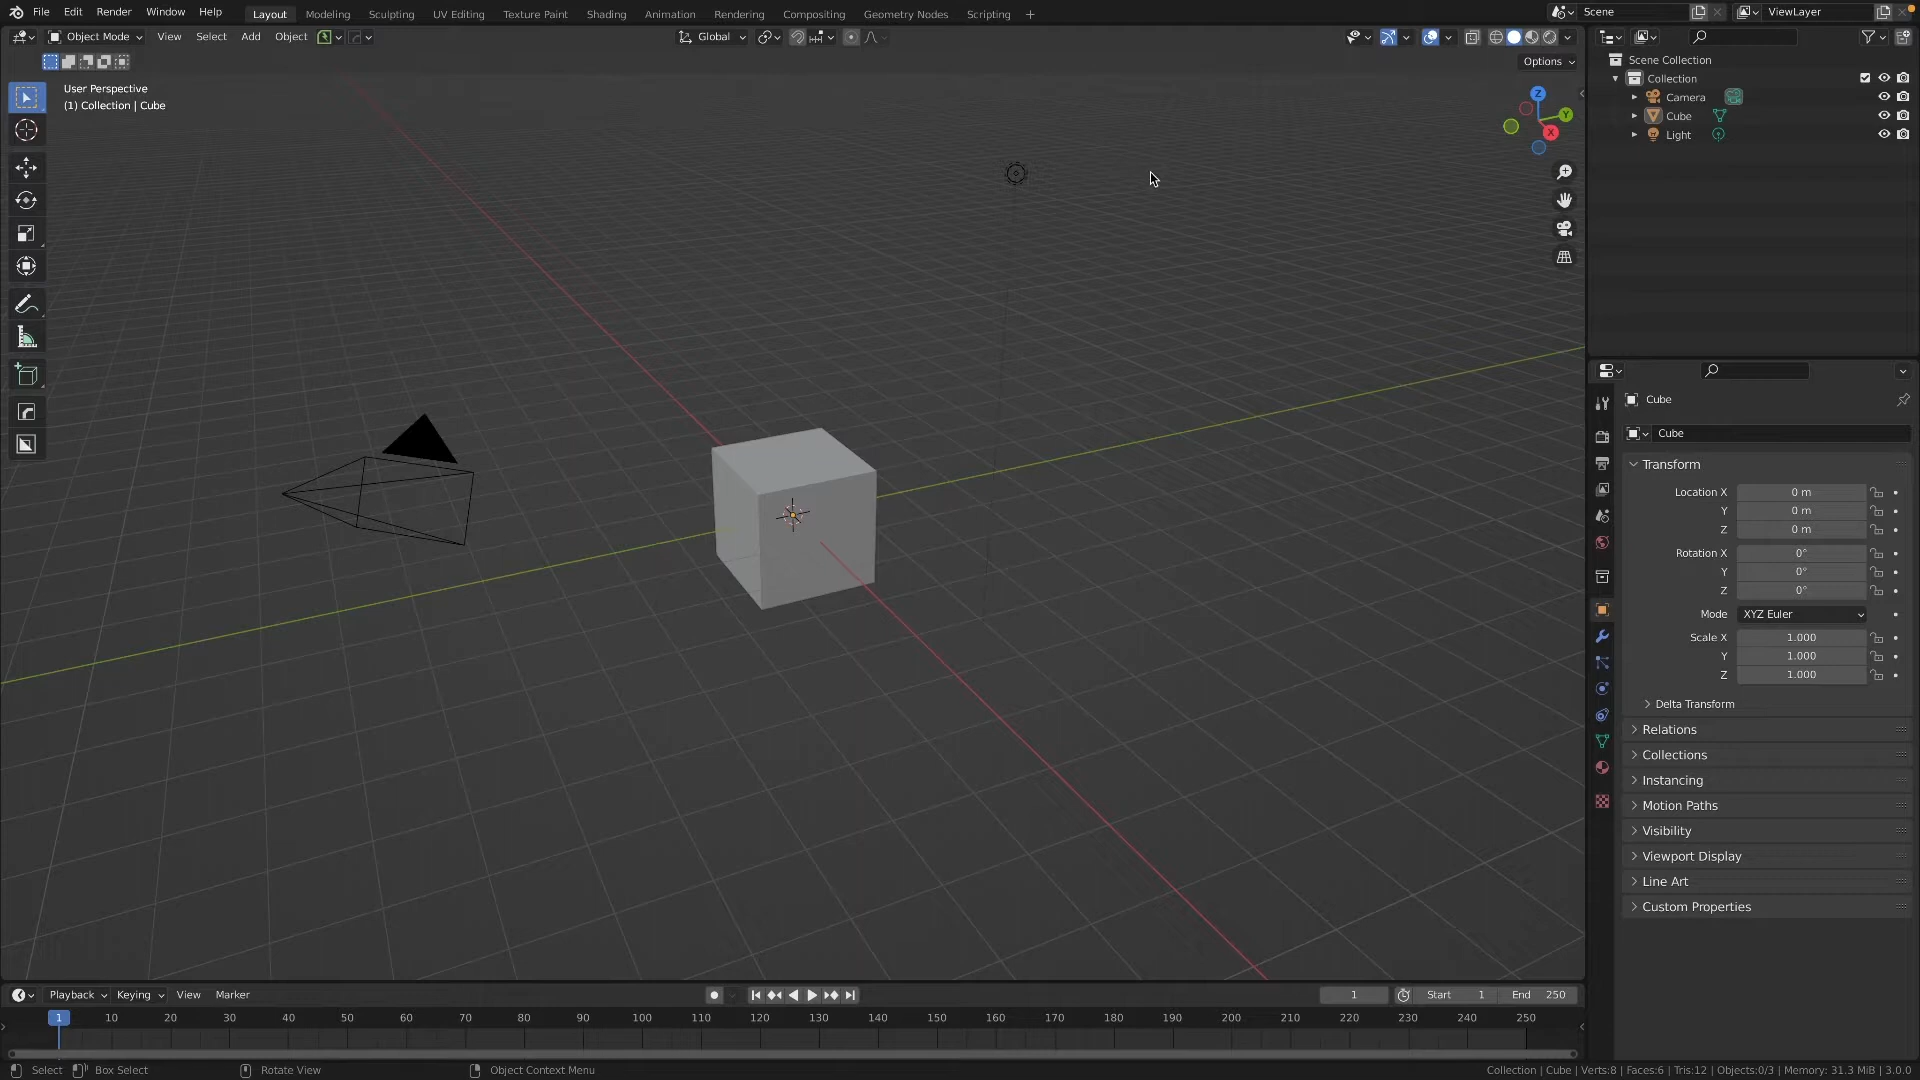 File Edit Render Window Help Layout Modeling Sculpting UV Editing Texture Paint Shading Animation Rendering Compositing Geometry Nodes Scripting + Scene ViewLayer
Object Mode View Select Add Object Global
Options
User Perspective
(1) Collection | Cube
Z
Y
X
Scene Collection
Collection
Camera
Cube
Light
Cube
Cube
Transform
Location X 0 m
Y 0 m
Z 0 m
Rotation X 0°
Y 0°
Z 0°
Mode XYZ Euler
Scale X 1.000
Y 1.000
Z 1.000
Delta Transform
Relations
Collections
Instancing
Motion Paths
Visibility
Viewport Display
Line Art
Custom Properties
Playback Keying View Marker 1 Start 1 End 250
1 10 20 30 40 50 60 70 80 90 100 110 120 130 140 150 160 170 180 190 200 210 220 230 240 250
Select Box Select Rotate View Object Context Menu Collection | Cube | Verts:8 | Faces:6 | Tris:12 | Objects:0/3 | Memory: 31.3 MiB | 3.0.0